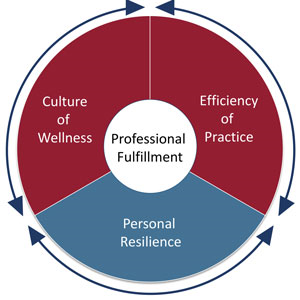 Culture
of
Wellness
Efficiency
of
Practice
Professional
Fulfillment
Personal
Resilience